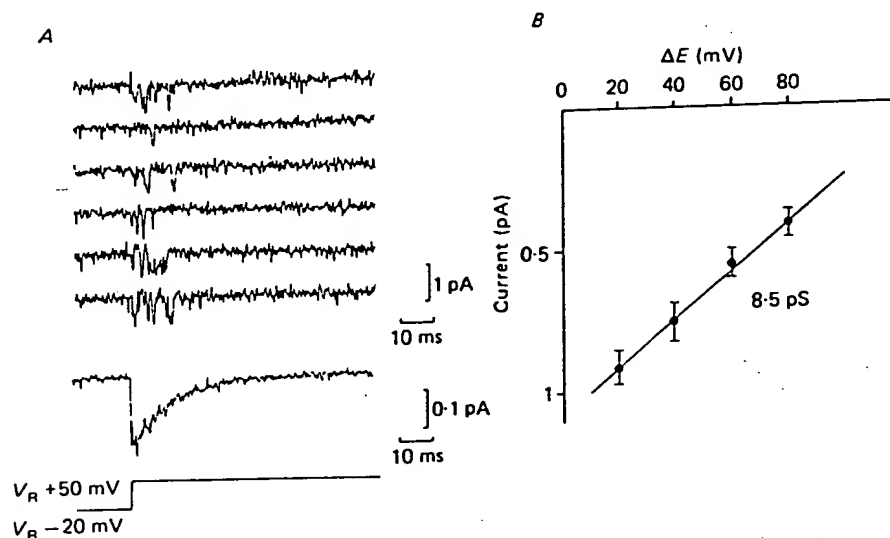 A
1 pA
10 ms
0·1 pA
10 ms
V_R +50 mV
V_R −20 mV
B
ΔE (mV)
0 20 40 60 80
Current (pA)
0·5
1
8·5 pS